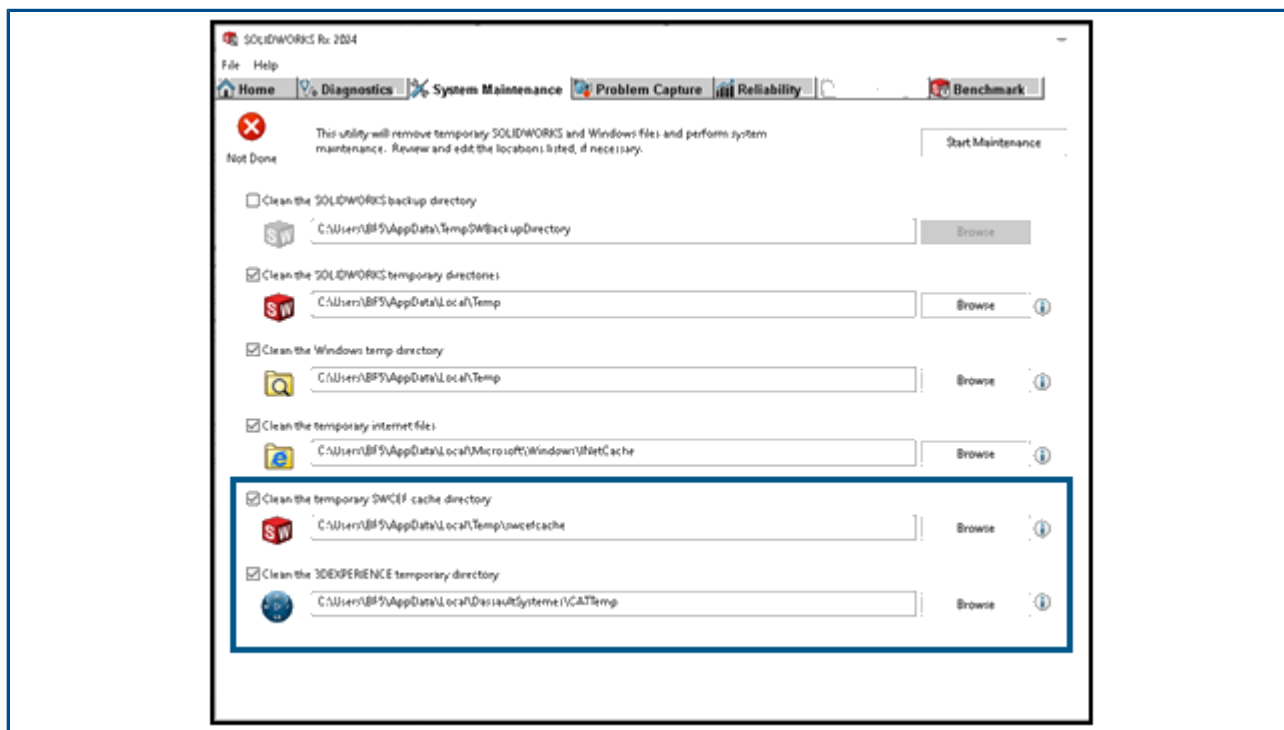 SOLIDWORKS Rx 2024
File Help
Home Diagnostics System Maintenance Problem Capture Reliability Benchmark
This utility will remove temporary SOLIDWORKS and Windows files and perform system
maintenance. Review and edit the locations listed, if necessary.
Start Maintenance
Not Done
Clean the SOLIDWORKS backup directory
C:\Users\BF5\AppData\TempSWBackupDirectory
Browse
Clean the SOLIDWORKS temporary directories
C:\Users\BF5\AppData\Local\Temp
Browse
Clean the Windows temp directory
C:\Users\BF5\AppData\Local\Temp
Browse
Clean the temporary internet files
C:\Users\BF5\AppData\Local\Microsoft\Windows\INetCache
Browse
Clean the temporary SWCEF cache directory
C:\Users\BF5\AppData\Local\Temp\swcefcache
Browse
Clean the 3DEXPERIENCE temporary directory
C:\Users\BF5\AppData\Local\DassaultSystemes\CATTemp
Browse